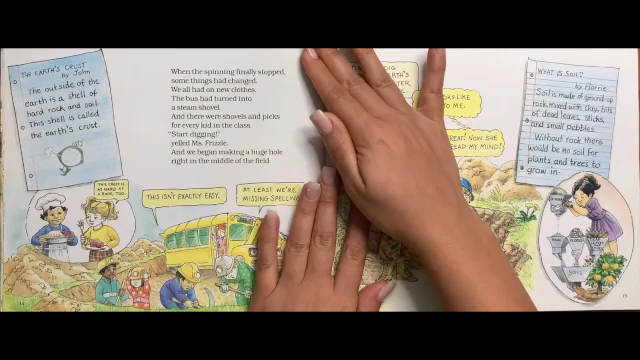 THE EARTH'S CRUST
by John
The outside of the
earth is a shell of
hard rock and soil.
This shell is called
the earth's crust.
When the spinning finally stopped,
some things had changed.
We all had on new clothes.
The bus had turned into
a steam shovel.
And there were shovels and picks
for every kid in the class.
"Start digging!"
yelled Ms. Frizzle.
And we began making a huge hole
right in the middle of the field.
THIS CRUST IS
AS HARD AS
A ROCK, TOO.
THIS ISN'T EXACTLY EASY.
AT LEAST WE'RE
MISSING SPELLING
DIG
EARTH'S
LIKE
TO ME.
GREAT! NOW SHE
READ MY MIND!
WHAT IS SOIL?
by Florrie
Soil is made of ground-up
rock mixed with clay, bits
of dead leaves, sticks,
and small pebbles.
Without rock there
would be no soil for
plants and trees to
grow in.
SOIL
14
15